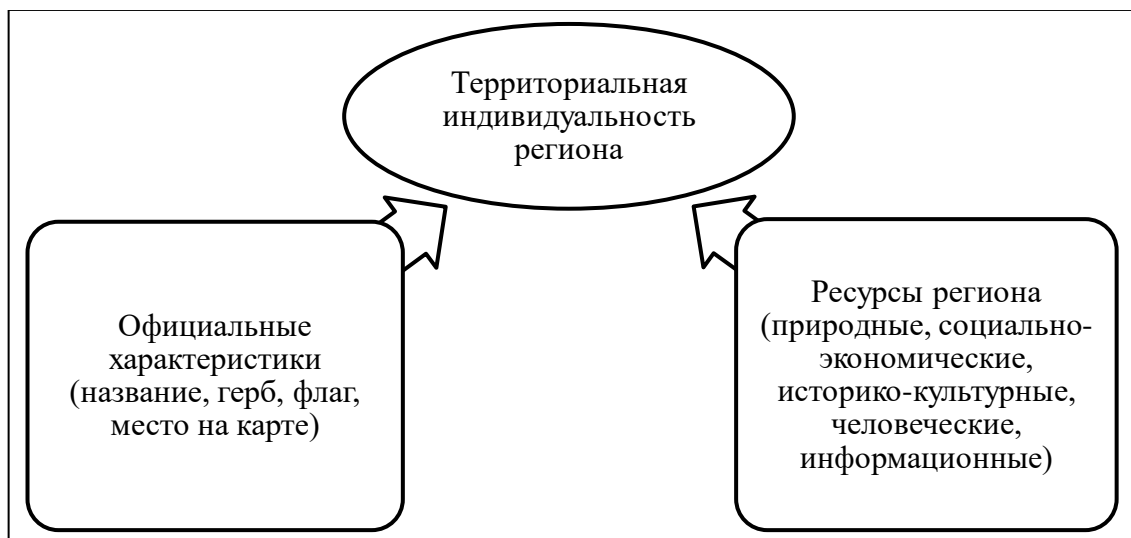 Территориальная
индивидуальность
региона
Официальные
характеристики
(название, герб, флаг,
место на карте)
Ресурсы региона
(природные, социально-
экономические,
историко-культурные,
человеческие,
информационные)